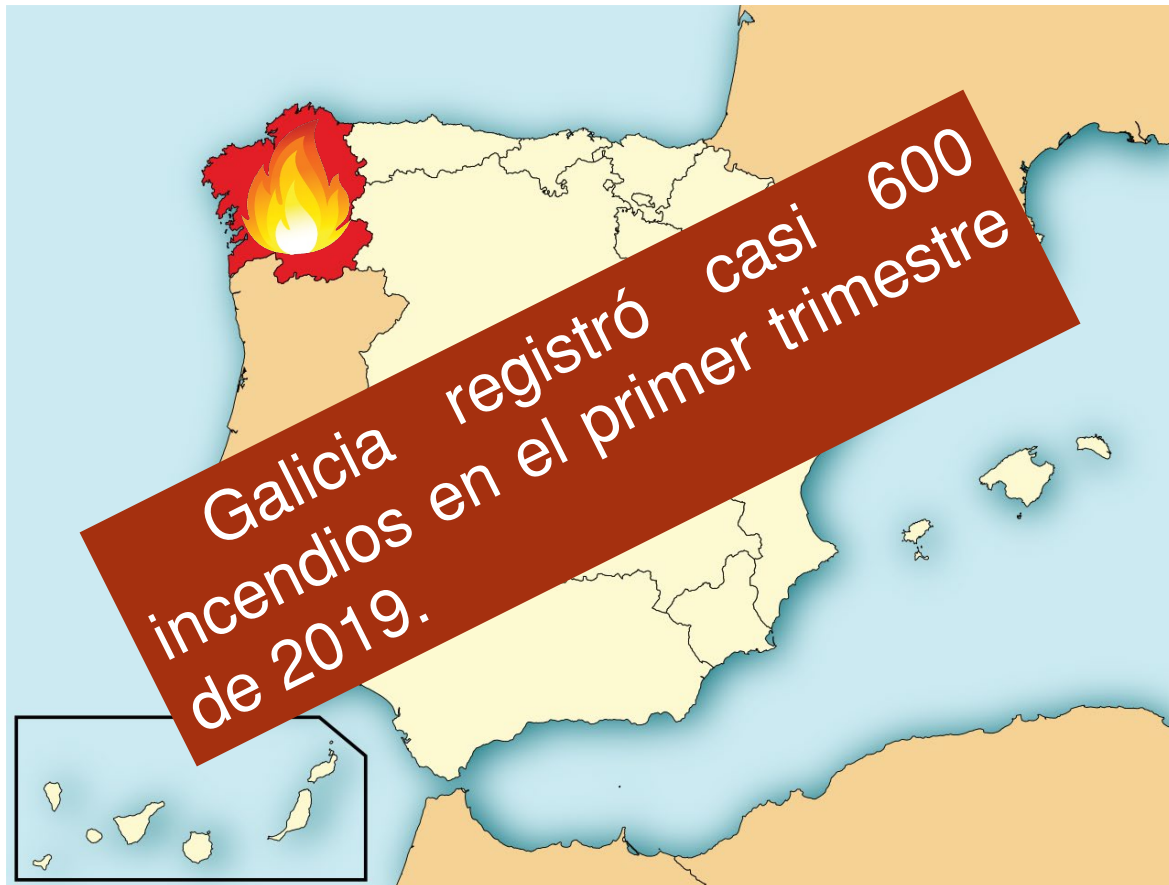 Galicia registró casi 600
incendios en el primer trimestre
de 2019.